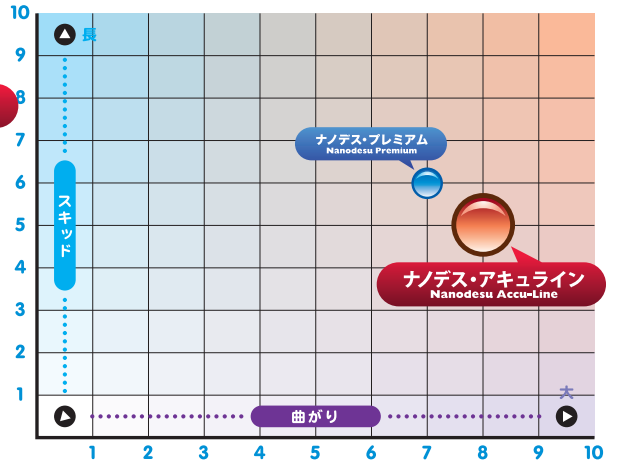 10
長
9
8
7
ナノデス・プレミアム
Nanodesu Premium
6
スキッド
5
4
ナノデス・アキュライン
Nanodesu Accu-Line
3
2
1
大
曲がり
1 2 3 4 5 6 7 8 9 10